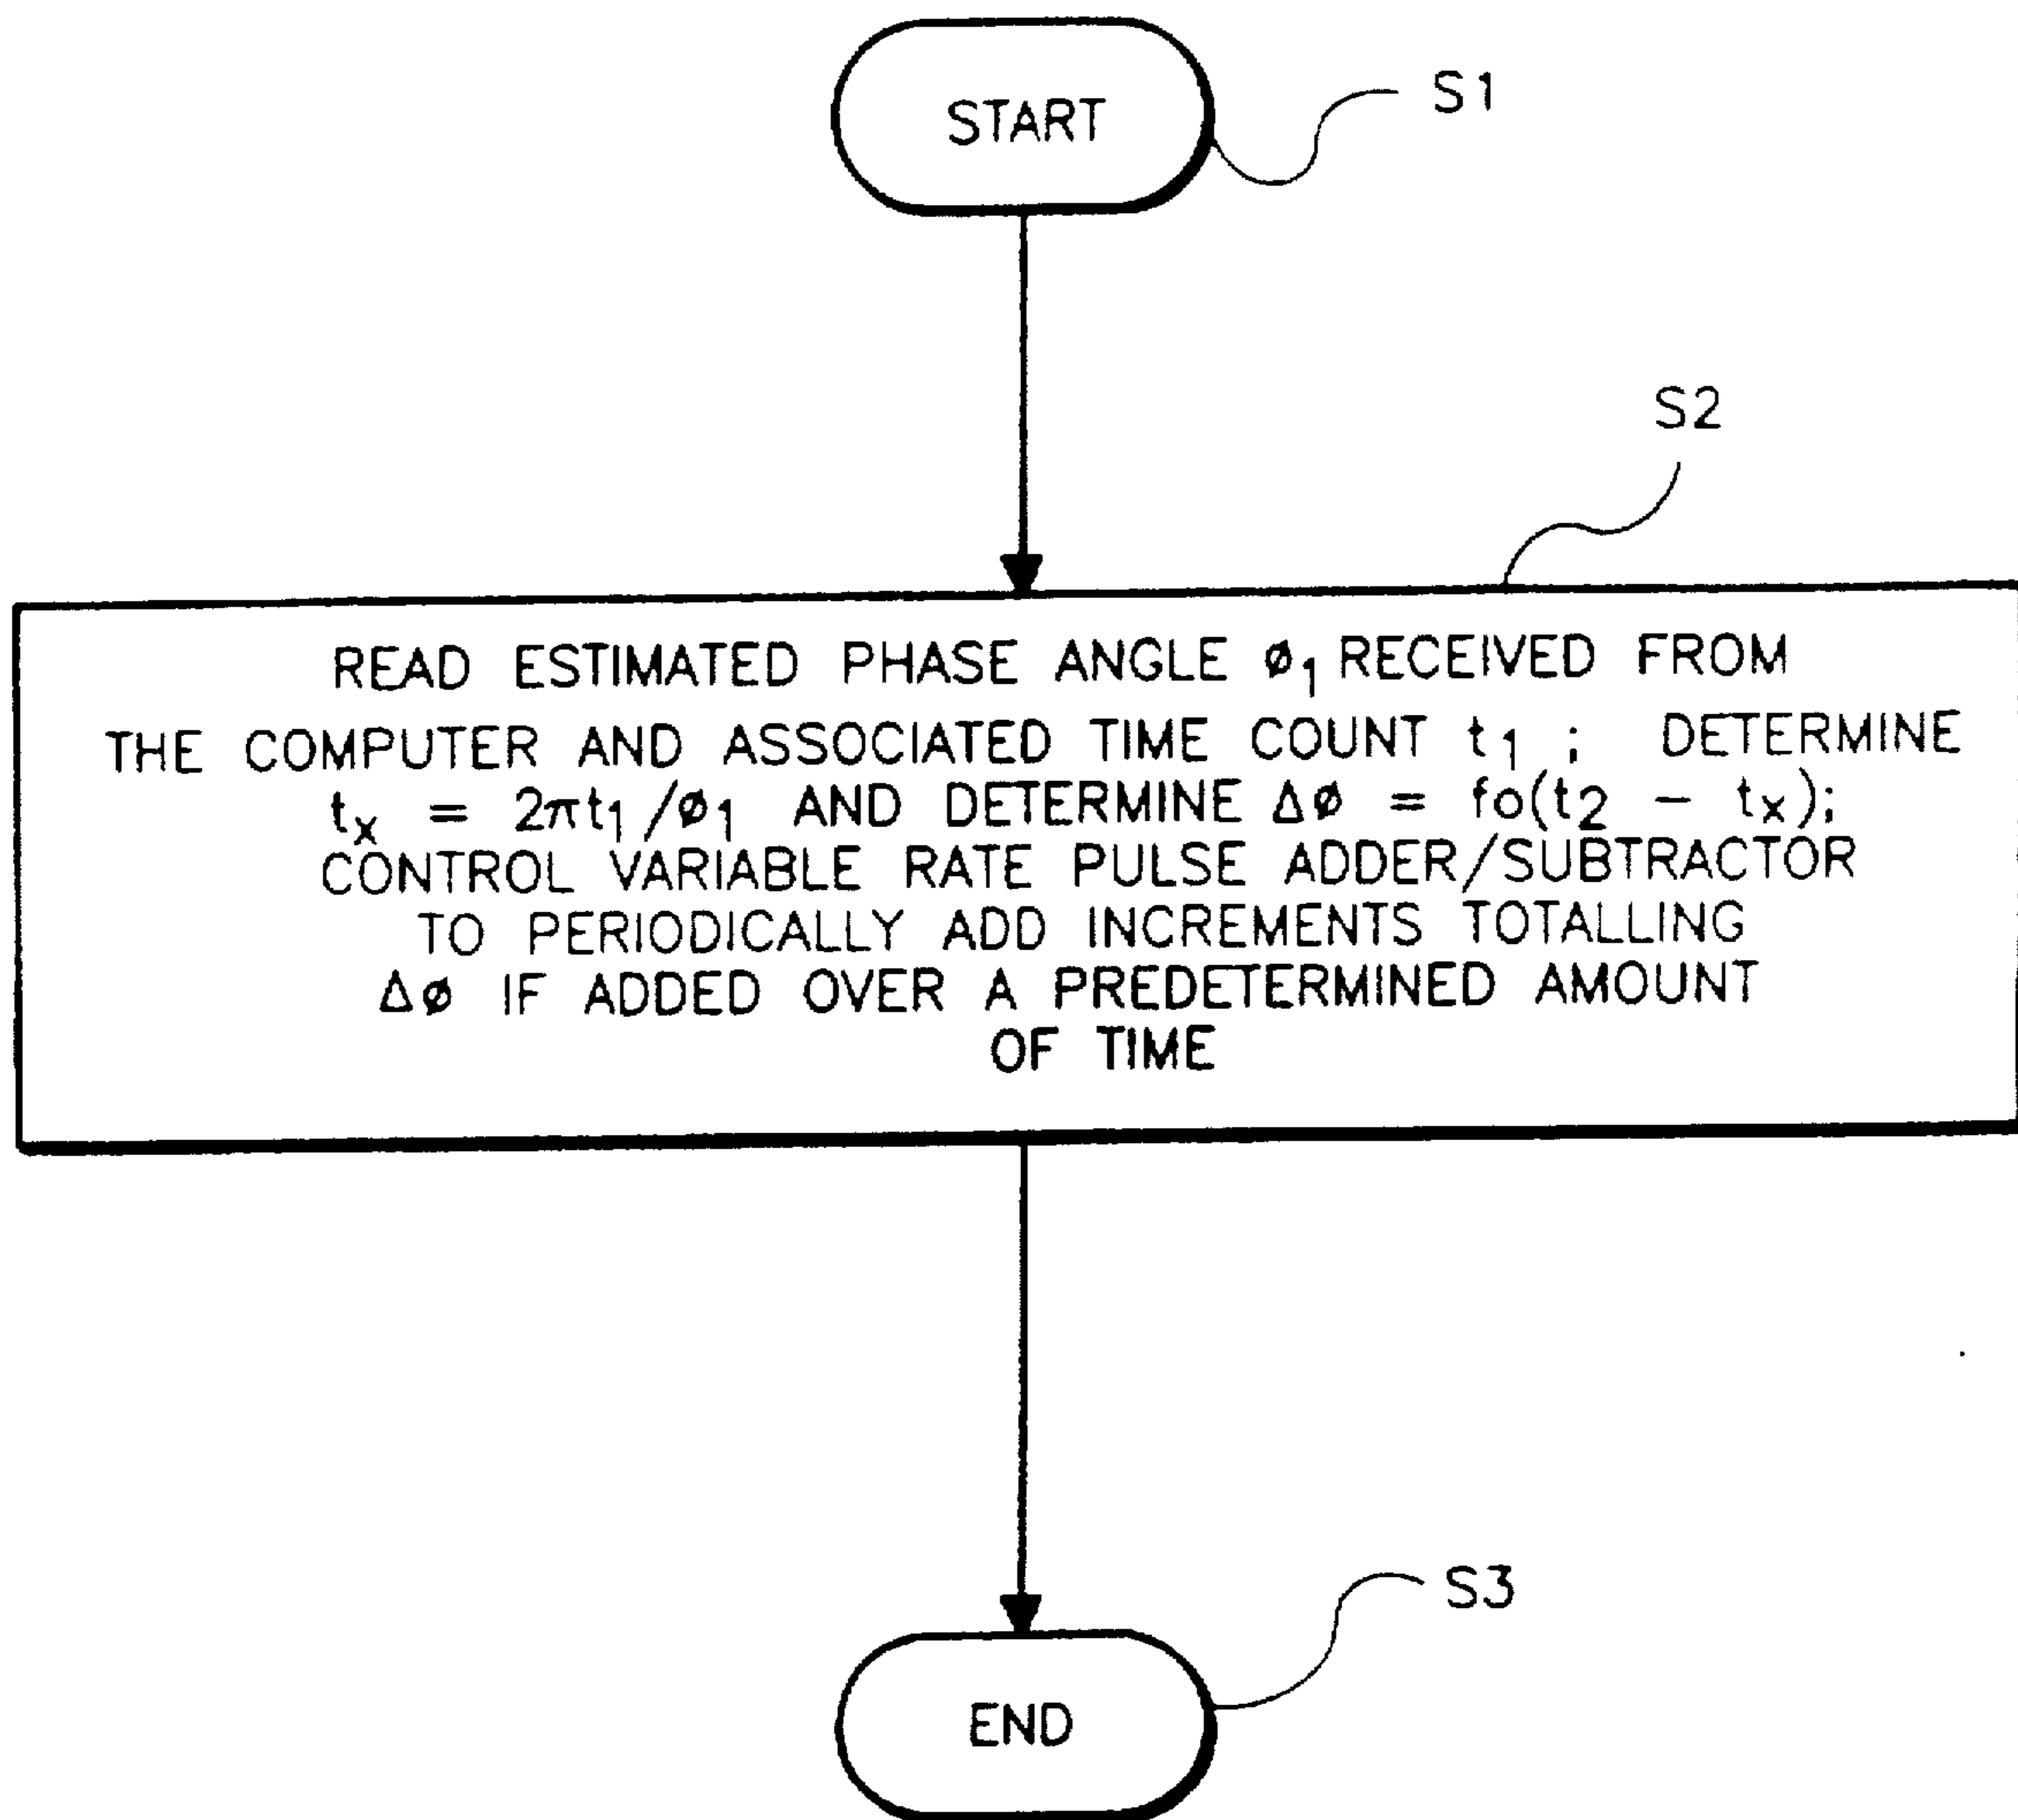 START
S1
S2
READ ESTIMATED PHASE ANGLE ø₁ RECEIVED FROM
THE COMPUTER AND ASSOCIATED TIME COUNT t₁ ; DETERMINE
tₓ = 2πt₁/ø₁ AND DETERMINE Δø = fo(t₂ − tₓ);
CONTROL VARIABLE RATE PULSE ADDER/SUBTRACTOR
TO PERIODICALLY ADD INCREMENTS TOTALLING
Δø IF ADDED OVER A PREDETERMINED AMOUNT
OF TIME
S3
END